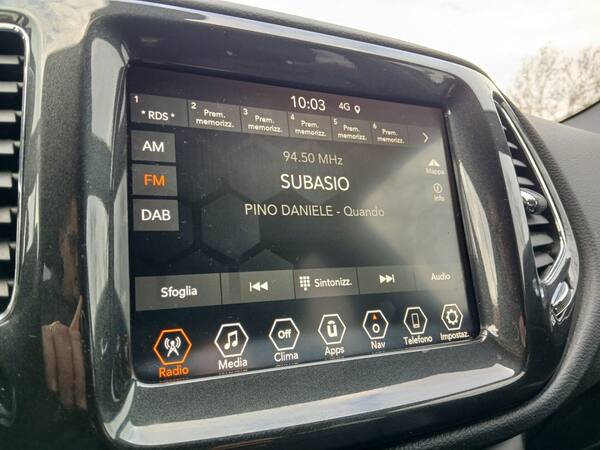 10:03 4G
1 2 3 4 5 6
* RDS * Prem. memorizz. Prem. memorizz. Prem. memorizz. Prem. memorizz. Prem. memorizz.
AM
94.50 MHz
Mappa
FM
SUBASIO
Info
DAB
PINO DANIELE - Quando
Sfoglia Sintonizz. Audio
Off Ü O
Radio Media Clima Apps Nav Telefono Impostaz.